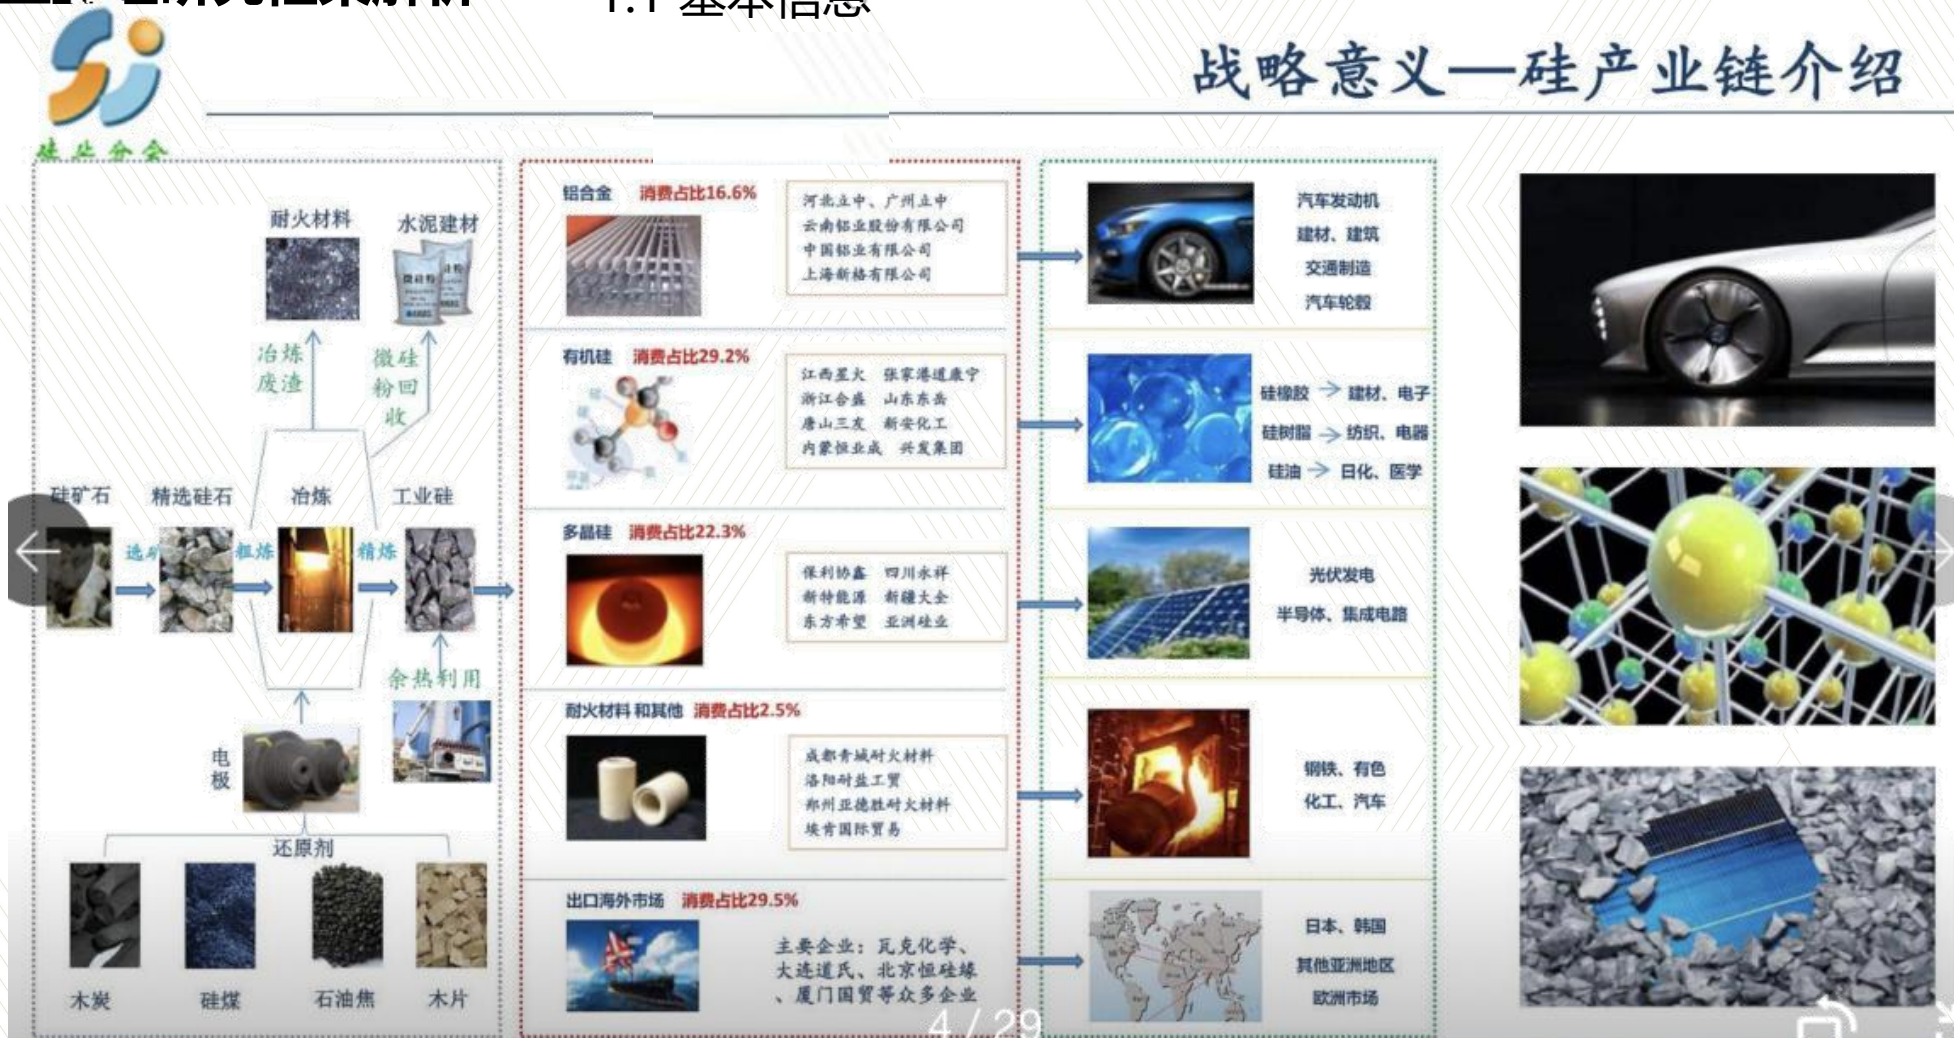 1.1 基本信息
战略意义—硅产业链介绍
硅业分会
耐火材料
水泥建材
微硅粉
冶炼
废渣
微硅
粉回
收
硅矿石
精选硅石
冶炼
工业硅
粗炼
精炼
余热利用
电
极
还原剂
木炭
硅煤
石油焦
木片
铝合金 消费占比16.6%
河北立中、广州立中
云南铝业股份有限公司
中国铝业有限公司
上海新格有限公司
汽车发动机
建材、建筑
交通制造
汽车轮毂
有机硅 消费占比29.2%
江西星火 张家港道康宁
浙江合盛 山东东岳
唐山三友 新安化工
内蒙恒业成 兴发集团
硅橡胶 → 建材、电子
硅树脂 → 纺织、电器
硅油 → 日化、医学
多晶硅 消费占比22.3%
保利协鑫 四川永祥
新特能源 新疆大全
东方希望 亚洲硅业
光伏发电
半导体、集成电路
耐火材料 和其他 消费占比2.5%
成都青城耐火材料
洛阳耐盐工贸
郑州亚德胜耐火材料
埃肯国际贸易
钢铁、有色
化工、汽车
出口海外市场 消费占比29.5%
主要企业：瓦克化学、
大连道氏、北京恒硅缘
、厦门国贸等众多企业
日本、韩国
其他亚洲地区
欧洲市场
4 / 29